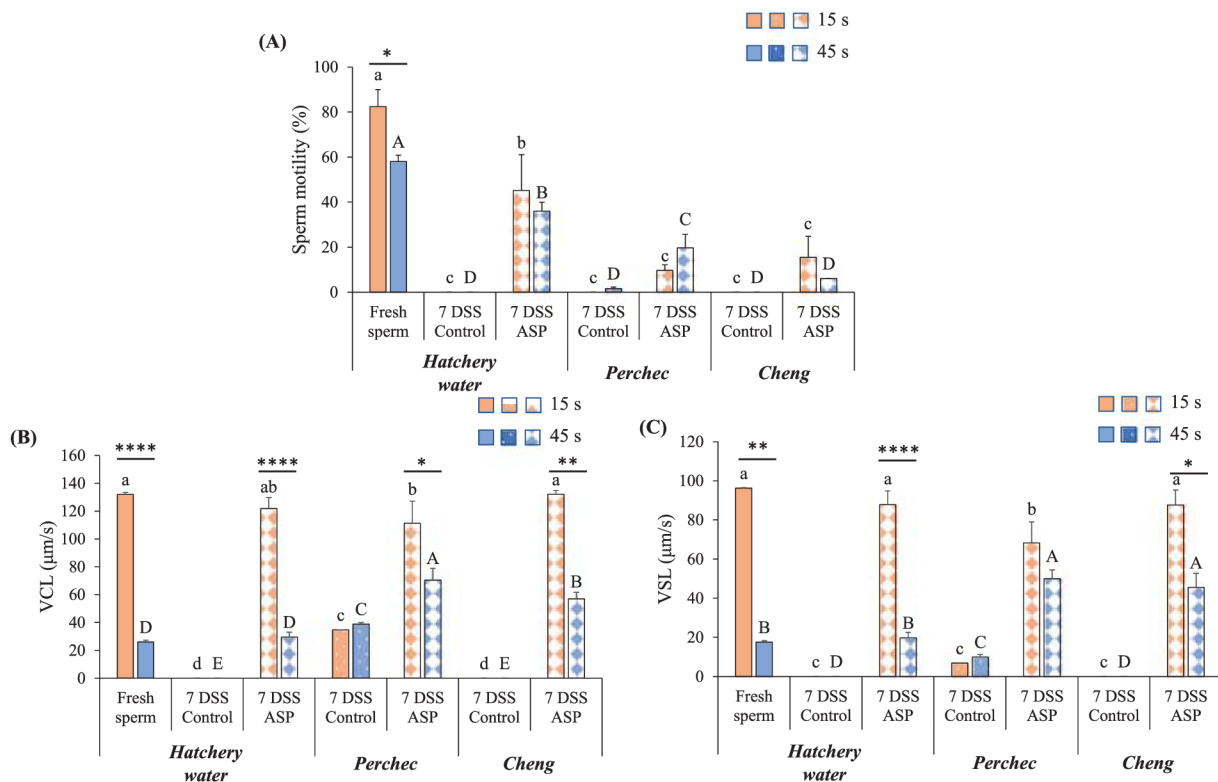 (A)
15 s
45 s
Sperm motility (%)
100
80
60
40
20
0
*
a
A
c D
b
B
c D
c
C
c D
c
D
Fresh sperm
7 DSS Control
7 DSS ASP
7 DSS Control
7 DSS ASP
7 DSS Control
7 DSS ASP
Hatchery water
Perchec
Cheng
(B)
15 s
45 s
VCL (µm/s)
160
140
120
100
80
60
40
20
0
****
a
D
d E
****
ab
D
c C
*
b
A
d E
**
a
B
Fresh sperm
7 DSS Control
7 DSS ASP
7 DSS Control
7 DSS ASP
7 DSS Control
7 DSS ASP
Hatchery water
Perchec
Cheng
(C)
15 s
45 s
VSL (µm/s)
120
100
80
60
40
20
0
**
a
B
c D
****
a
B
c C
b
A
c D
*
a
A
Fresh sperm
7 DSS Control
7 DSS ASP
7 DSS Control
7 DSS ASP
7 DSS Control
7 DSS ASP
Hatchery water
Perchec
Cheng